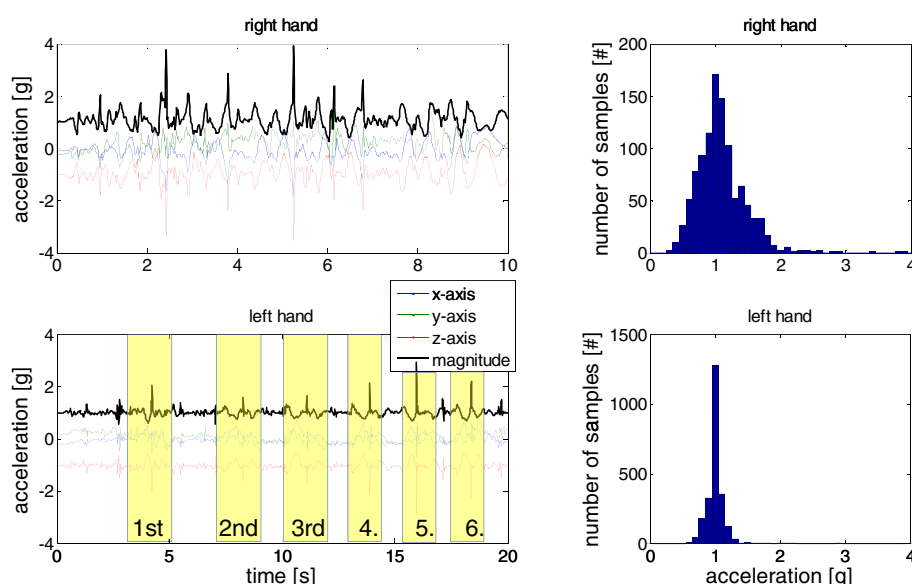 right hand
acceleration [g]
4
2
0
-2
-4
0 2 4 6 8 10
right hand
number of samples [#]
200
150
100
50
0
0 1 2 3 4
left hand
acceleration [g]
4
2
0
-2
-4
x-axis
y-axis
z-axis
magnitude
1st 2nd 3rd 4. 5. 6.
0 5 10 15 20
time [s]
left hand
number of samples [#]
1500
1000
500
0
0 1 2 3 4
acceleration [g]